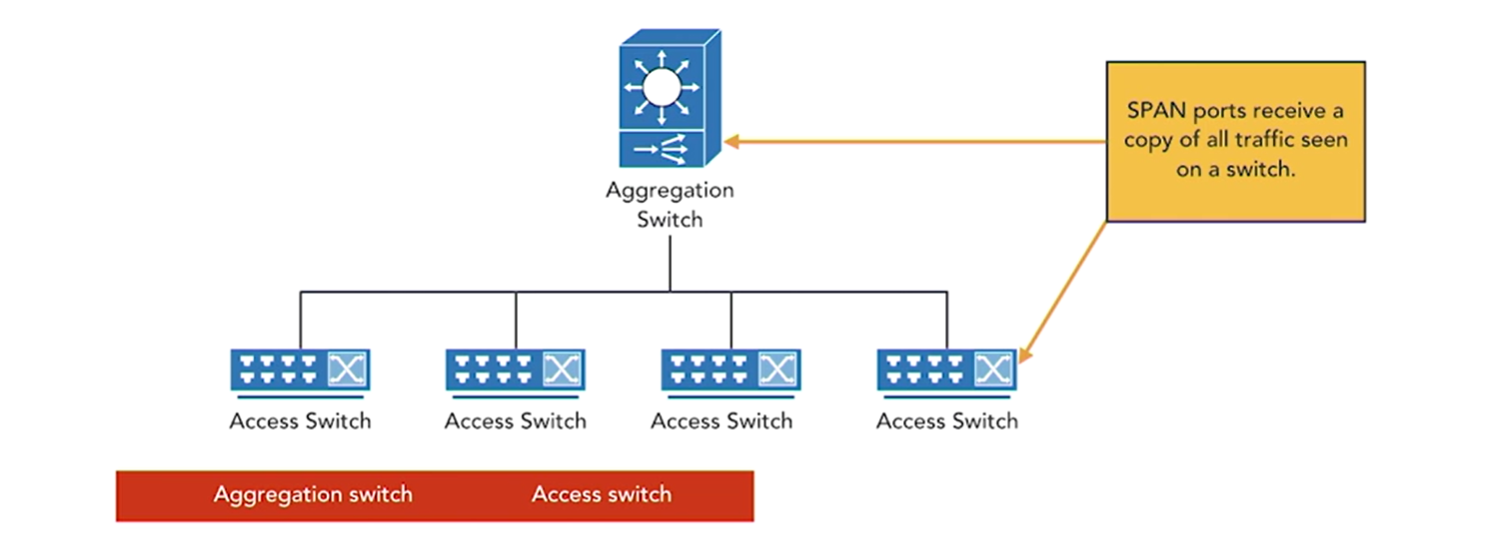 Aggregation
Switch
SPAN ports receive a
copy of all traffic seen
on a switch.
Access Switch
Access Switch
Access Switch
Access Switch
Aggregation switch
Access switch